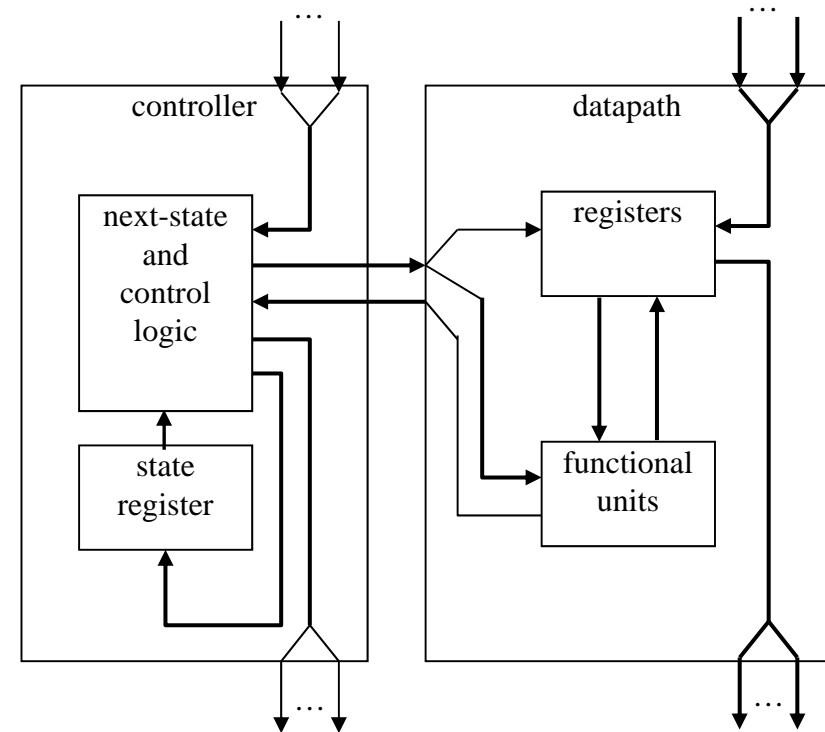 …
…
controller
datapath
next-state
and
control
logic
registers
state
register
functional
units
…
…